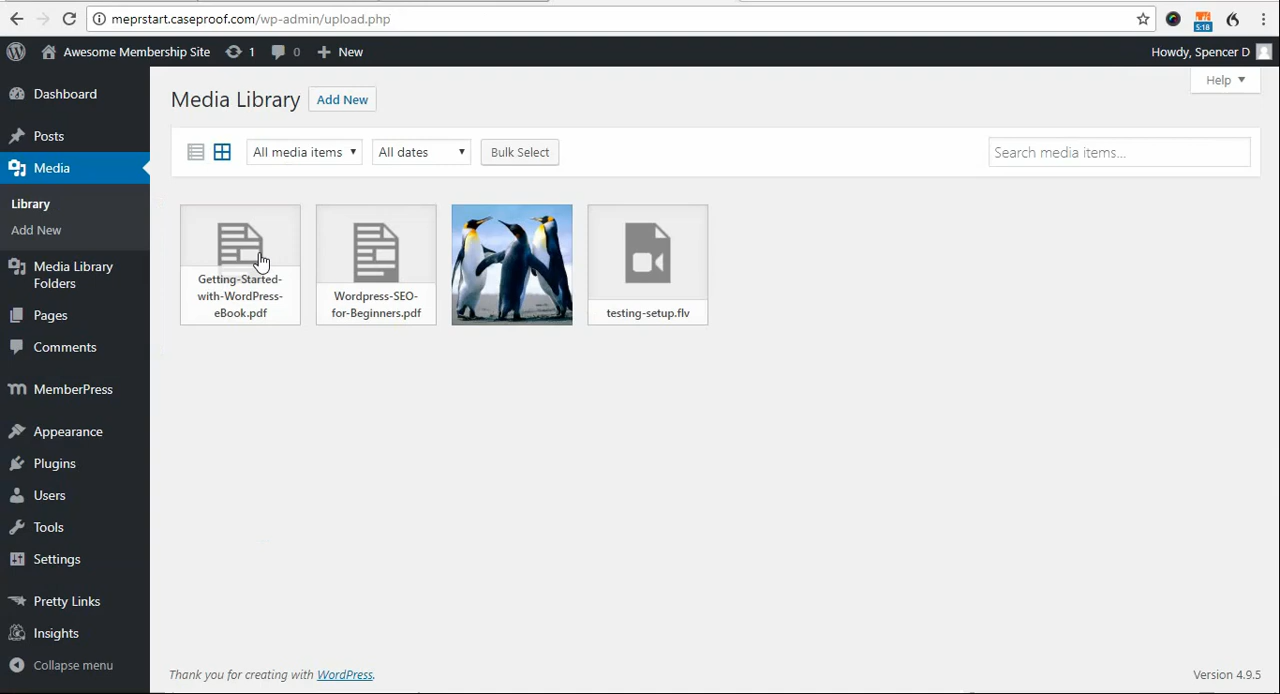 meprstart.caseproof.com/wp-admin/upload.php
5:18
Awesome Membership Site 1 0 New Howdy, Spencer D
Help
Dashboard
Posts
Media
Library
Add New
Media Library
Folders
Pages
Comments
MemberPress
Appearance
Plugins
Users
Tools
Settings
Pretty Links
Insights
Collapse menu
Media Library Add New
All media items All dates Bulk Select Search media items...
Getting-Started-
with-WordPress-
eBook.pdf
Wordpress-SEO-
for-Beginners.pdf
testing-setup.flv
Thank you for creating with WordPress. Version 4.9.5